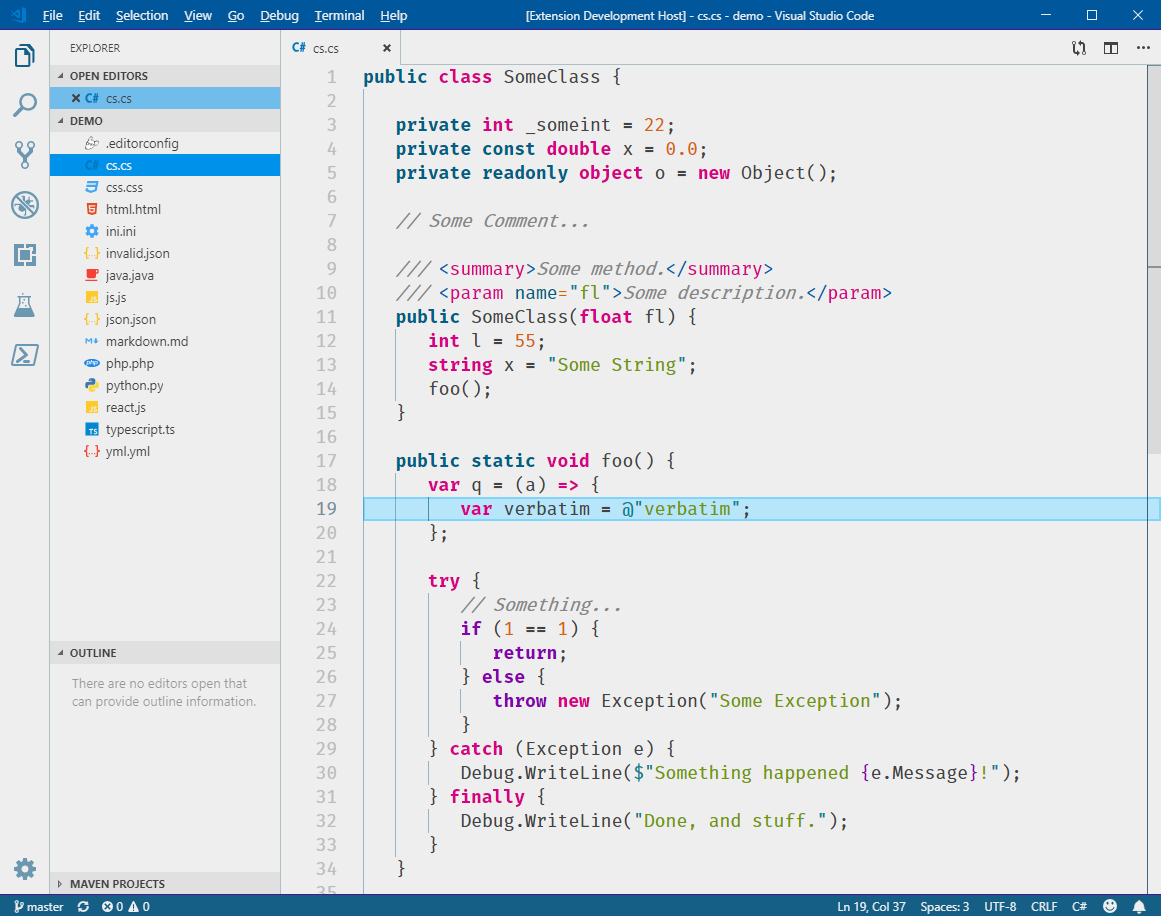 File Edit Selection View Go Debug Terminal Help [Extension Development Host] - cs.cs - demo - Visual Studio Code
EXPLORER
OPEN EDITORS
C# cs.cs
DEMO
.editorconfig
C# cs.cs
css.css
html.html
ini.ini
{..} invalid.json
java.java
JS js.js
{..} json.json
M↓ markdown.md
php php.php
python.py
JS react.js
TS typescript.ts
{..} yml.yml
OUTLINE
There are no editors open that
can provide outline information.
MAVEN PROJECTS
C# cs.cs
1 public class SomeClass {
2
3 private int _someint = 22;
4 private const double x = 0.0;
5 private readonly object o = new Object();
6
7 // Some Comment...
8
9 /// <summary>Some method.</summary>
10 /// <param name="fl">Some description.</param>
11 public SomeClass(float fl) {
12 int l = 55;
13 string x = "Some String";
14 foo();
15 }
16
17 public static void foo() {
18 var q = (a) => {
19 var verbatim = @"verbatim";
20 };
21
22 try {
23 // Something...
24 if (1 == 1) {
25 return;
26 } else {
27 throw new Exception("Some Exception");
28 }
29 } catch (Exception e) {
30 Debug.WriteLine($"Something happened {e.Message}!");
31 } finally {
32 Debug.WriteLine("Done, and stuff.");
33 }
34 }
35
master 0 0 Ln 19, Col 37 Spaces: 3 UTF-8 CRLF C#